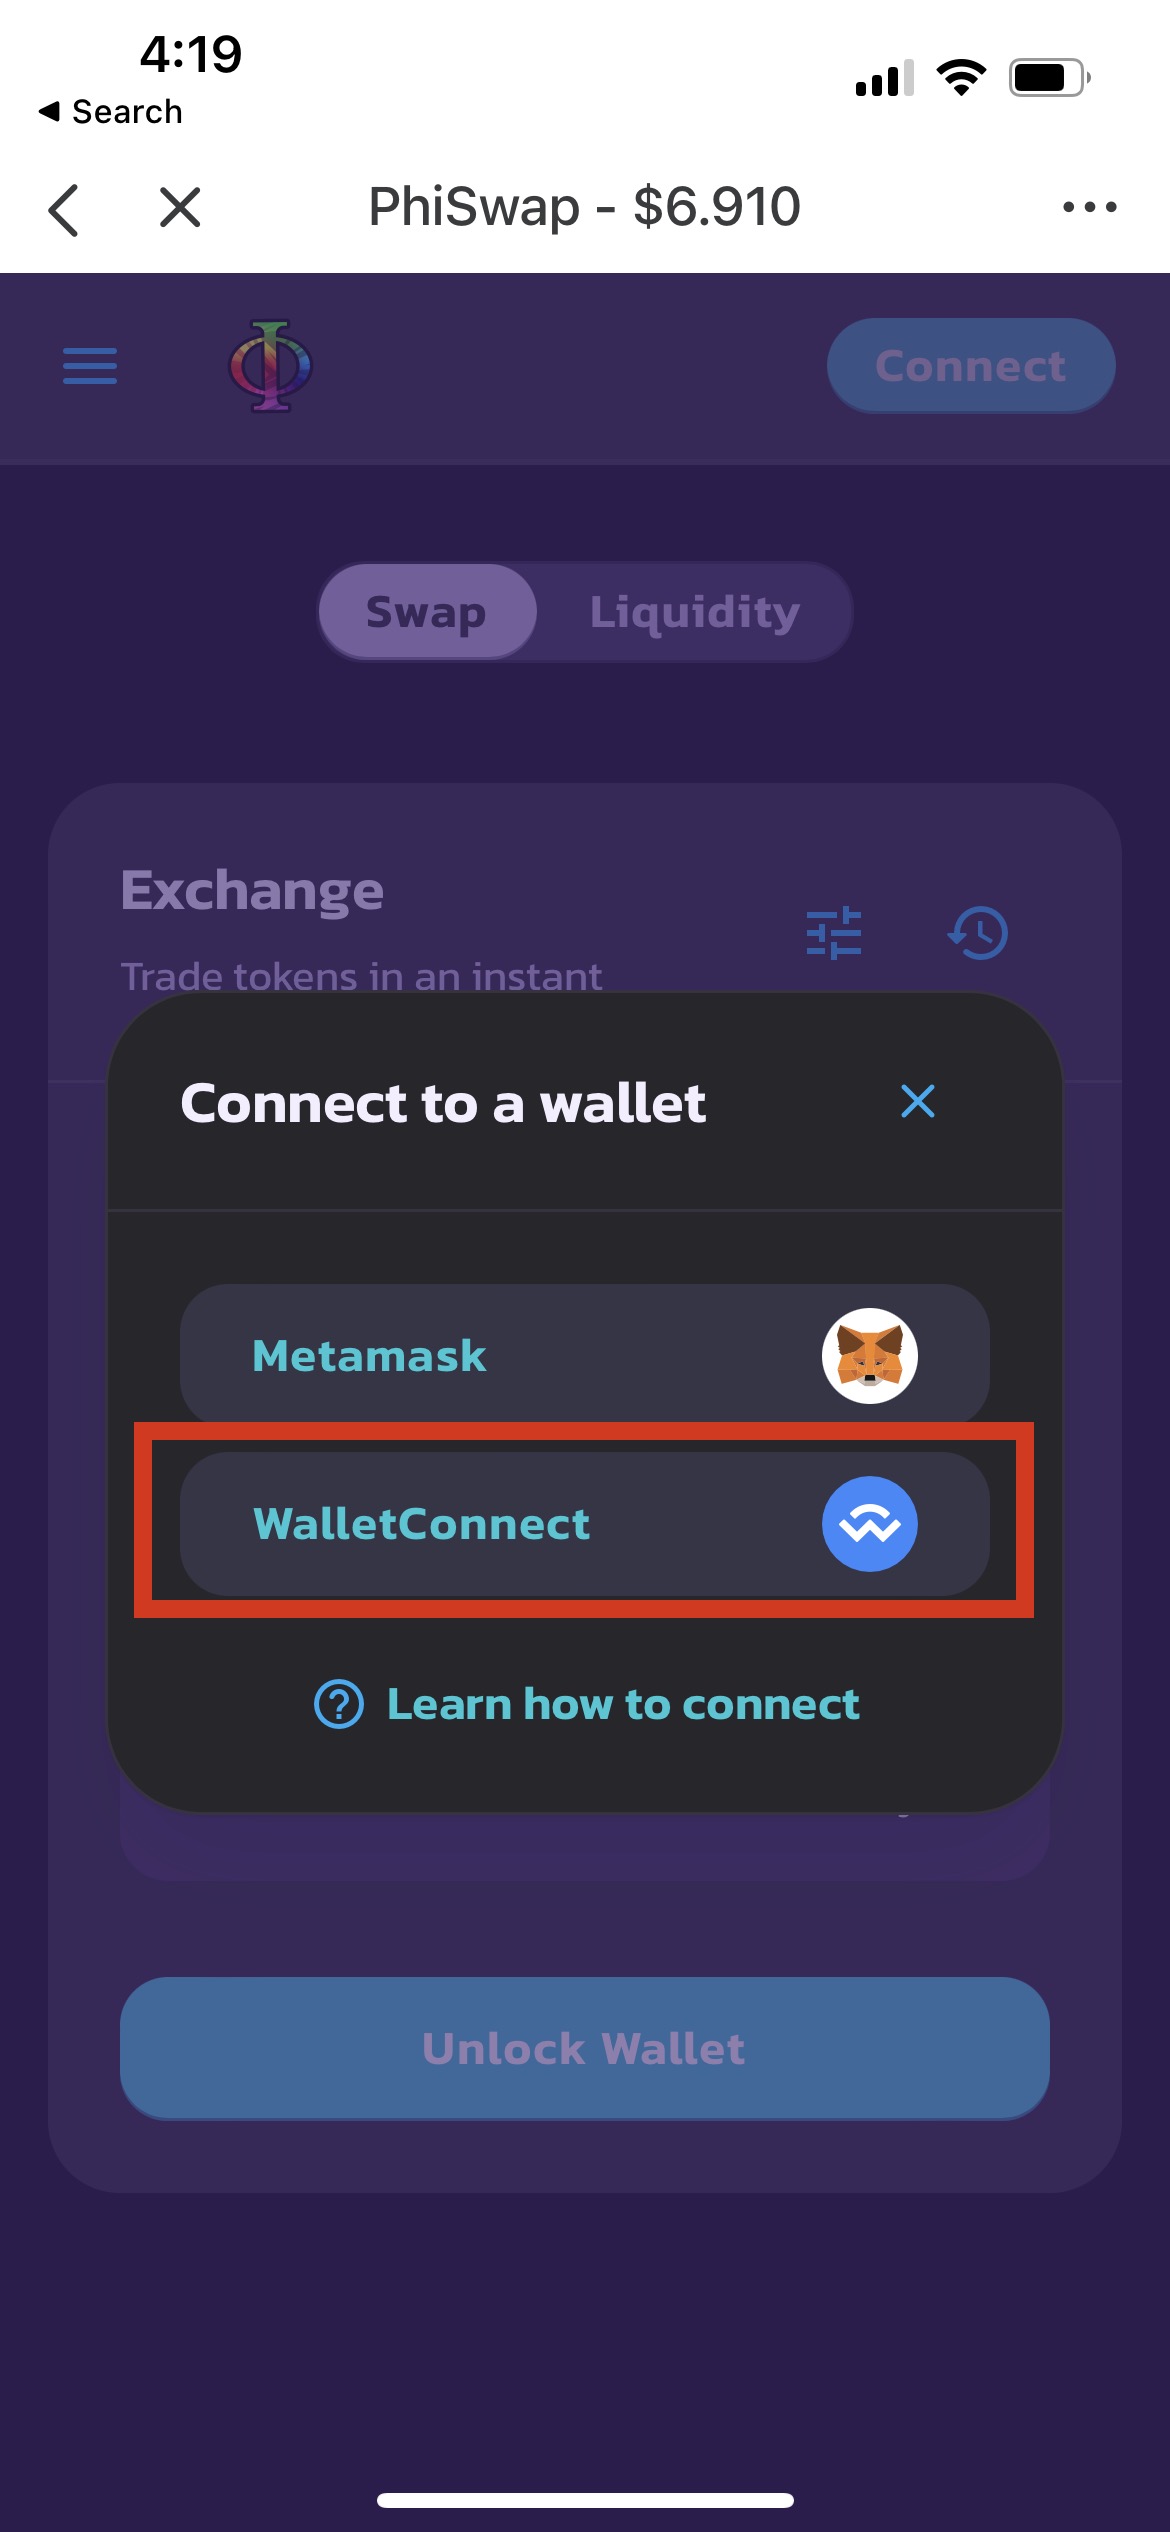 4:19
Search
PhiSwap - $6.910
Connect
Swap
Liquidity
Exchange
Trade tokens in an instant
Connect to a wallet
Metamask
WalletConnect
Learn how to connect
Unlock Wallet